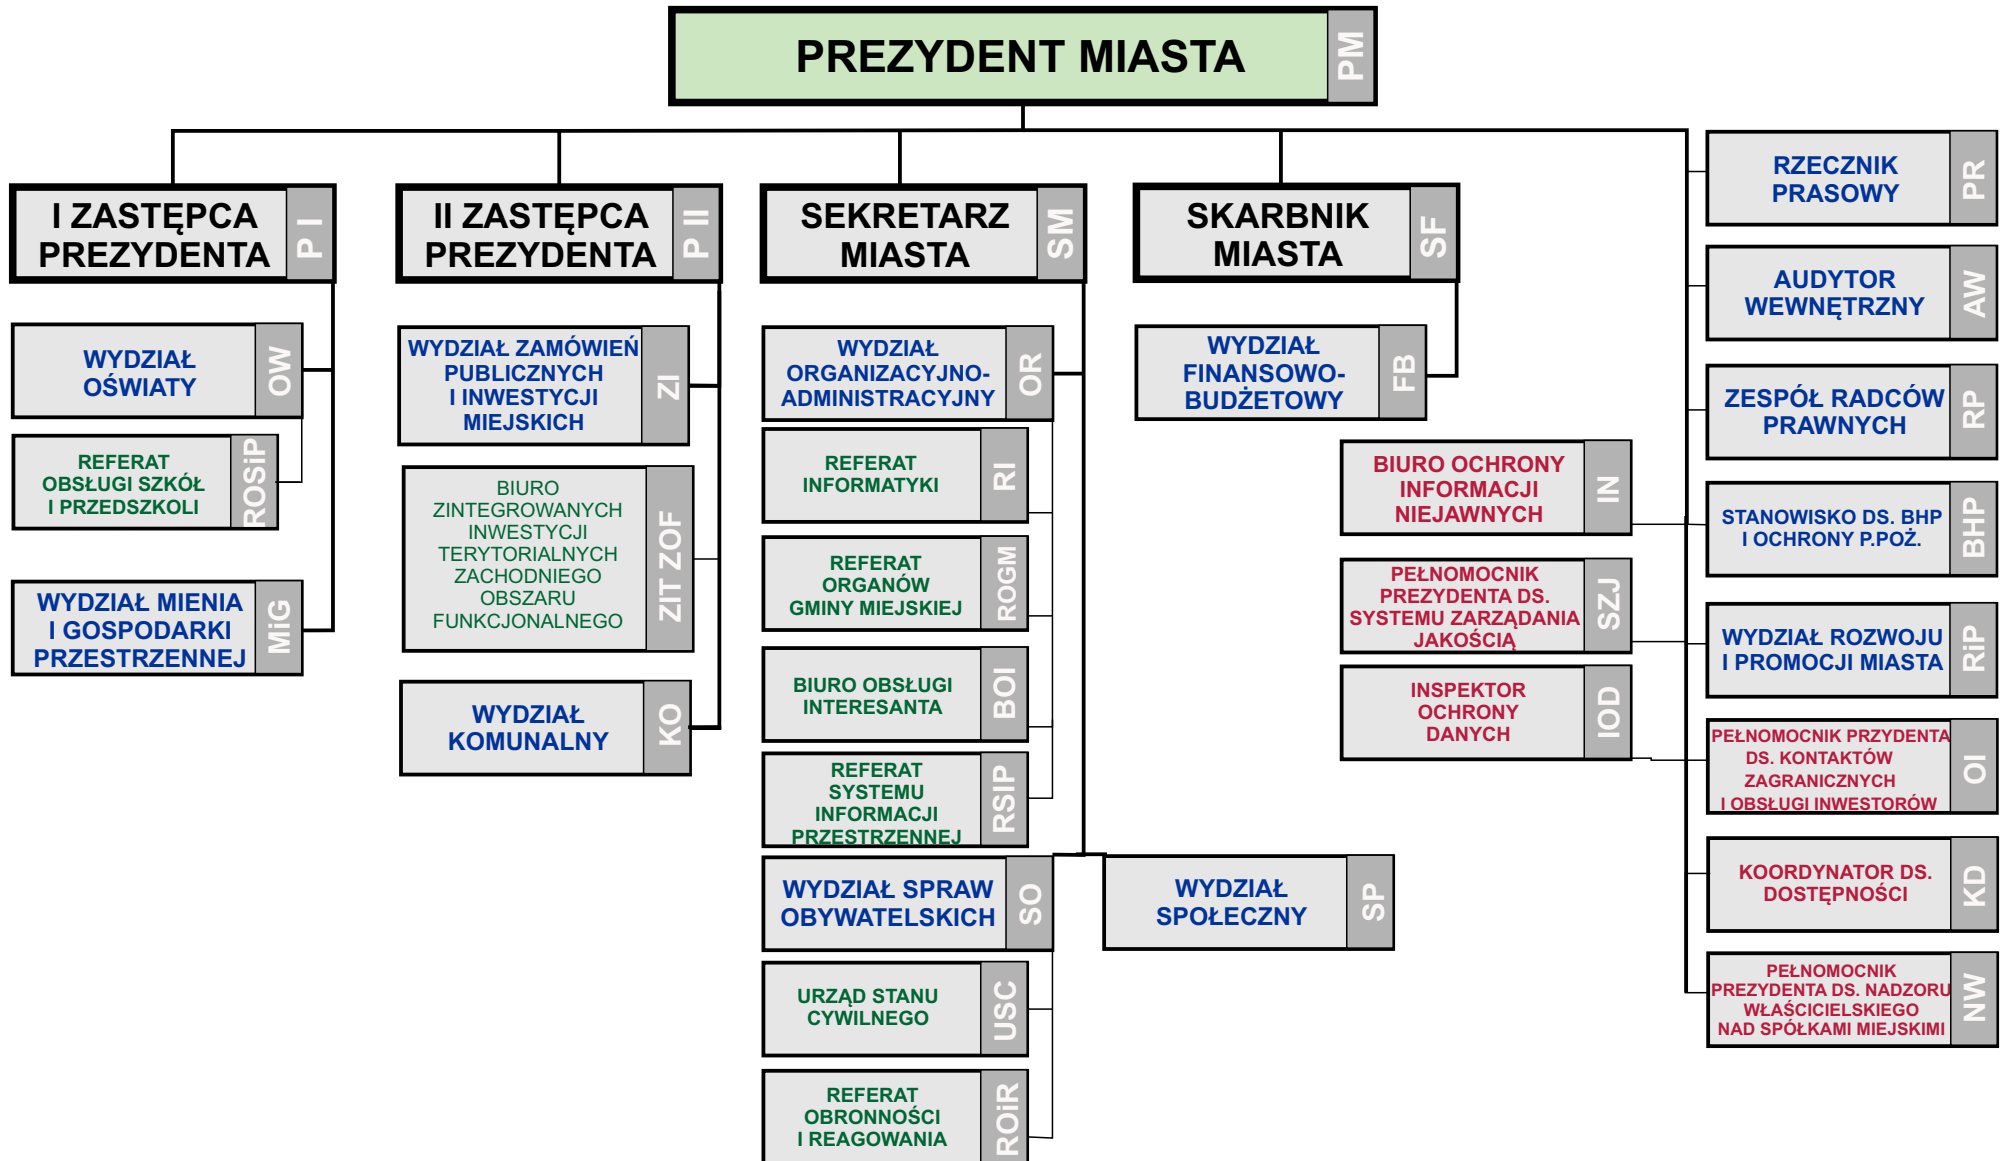 PREZYDENT MIASTA
PM
I ZASTĘPCA
PREZYDENTA
P I
WYDZIAŁ
OŚWIATY
OW
REFERAT
OBSŁUGI SZKÓŁ
I PRZEDSZKOLI
ROSiP
WYDZIAŁ MIENIA
I GOSPODARKI
PRZESTRZENNEJ
MiG
II ZASTĘPCA
PREZYDENTA
P II
WYDZIAŁ ZAMÓWIEŃ
PUBLICZNYCH
I INWESTYCJI
MIEJSKICH
ZI
BIURO
ZINTEGROWANYCH
INWESTYCJI
TERYTORIALNYCH
ZACHODNIEGO
OBSZARU
FUNKCJONALNEGO
ZIT ZOF
WYDZIAŁ
KOMUNALNY
KO
SEKRETARZ
MIASTA
SM
WYDZIAŁ
ORGANIZACYJNO-
ADMINISTRACYJNY
OR
REFERAT
INFORMATYKI
RI
REFERAT
ORGANÓW
GMINY MIEJSKIEJ
ROGM
BIURO OBSŁUGI
INTERESANTA
BOI
REFERAT
SYSTEMU
INFORMACJI
PRZESTRZENNEJ
RSIP
WYDZIAŁ SPRAW
OBYWATELSKICH
SO
URZĄD STANU
CYWILNEGO
USC
REFERAT
OBRONNOŚCI
I REAGOWANIA
ROiR
WYDZIAŁ
SPOŁECZNY
SP
SKARBNIK
MIASTA
SF
WYDZIAŁ
FINANSOWO-
BUDŻETOWY
FB
BIURO OCHRONY
INFORMACJI
NIEJAWNYCH
IN
PEŁNOMOCNIK
PREZYDENTA DS.
SYSTEMU ZARZĄDANIA
JAKOŚCIĄ
SZJ
INSPEKTOR
OCHRONY
DANYCH
IOD
RZECZNIK
PRASOWY
PR
AUDYTOR
WEWNĘTRZNY
AW
ZESPÓŁ RADCÓW
PRAWNYCH
RP
STANOWISKO DS. BHP
I OCHRONY P.POŻ.
BHP
WYDZIAŁ ROZWOJU
I PROMOCJI MIASTA
RiP
PEŁNOMOCNIK PRZYDENTA
DS. KONTAKTÓW
ZAGRANICZNYCH
I OBSŁUGI INWESTORÓW
OI
KOORDYNATOR DS.
DOSTĘPNOŚCI
KD
PEŁNOMOCNIK
PREZYDENTA DS. NADZORU
WŁAŚCICIELSKIEGO
NAD SPÓŁKAMI MIEJSKIMI
NW